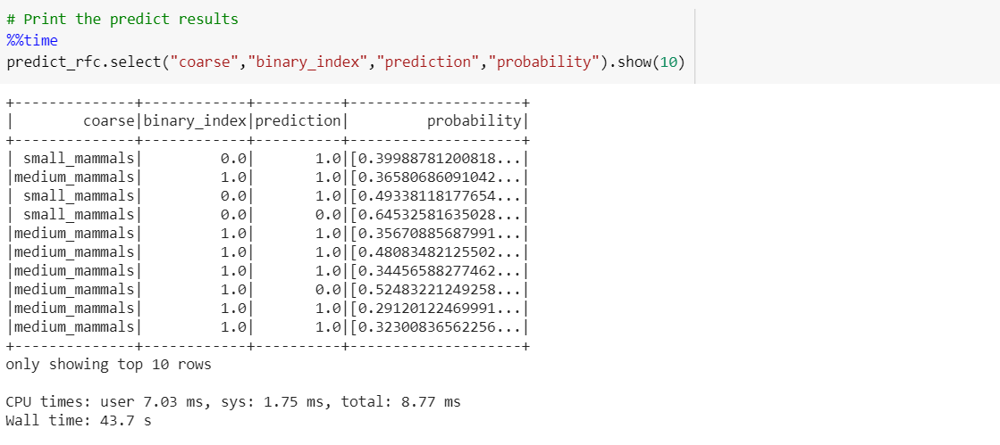 # Print the predict results
%%time
predict_rfc.select("coarse","binary_index","prediction","probability").show(10)
+--------------+------------+----------+--------------------+
|        coarse|binary_index|prediction|         probability|
+--------------+------------+----------+--------------------+
| small_mammals|         0.0|       1.0|[0.39988781200818...|
|medium_mammals|         1.0|       1.0|[0.36580686091042...|
| small_mammals|         0.0|       1.0|[0.49338118177654...|
| small_mammals|         0.0|       0.0|[0.64532581635028...|
|medium_mammals|         1.0|       1.0|[0.35670885687991...|
|medium_mammals|         1.0|       1.0|[0.48083482125502...|
|medium_mammals|         1.0|       1.0|[0.34456588277462...|
|medium_mammals|         1.0|       0.0|[0.52483221249258...|
|medium_mammals|         1.0|       1.0|[0.29120122469991...|
|medium_mammals|         1.0|       1.0|[0.32300836562256...|
+--------------+------------+----------+--------------------+
only showing top 10 rows
CPU times: user 7.03 ms, sys: 1.75 ms, total: 8.77 ms
Wall time: 43.7 s